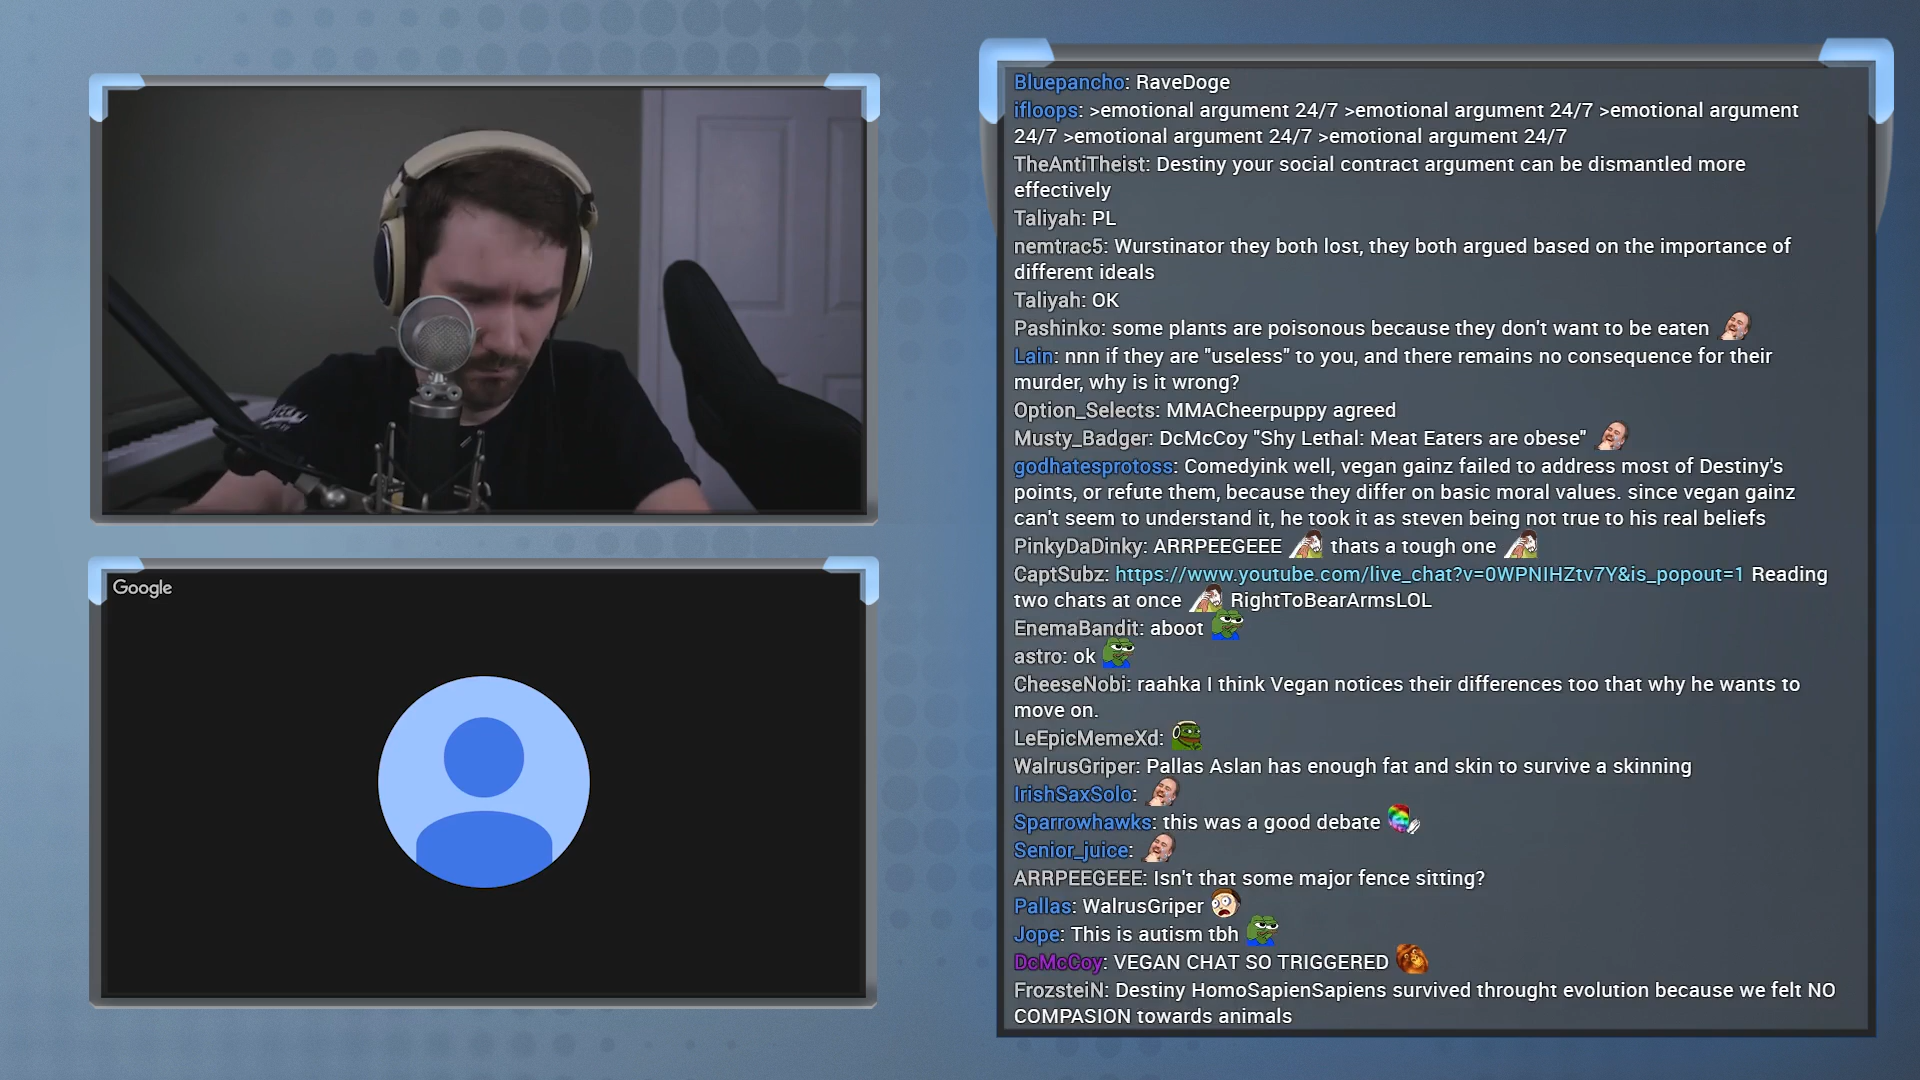 Bluepancho: RaveDoge
ifloops: >emotional argument 24/7 >emotional argument 24/7 >emotional argument
24/7 >emotional argument 24/7 >emotional argument 24/7
TheAntiTheist: Destiny your social contract argument can be dismantled more
effectively
Taliyah: PL
nemtrac5: Wurstinator they both lost, they both argued based on the importance of
different ideals
Taliyah: OK
Pashinko: some plants are poisonous because they don't want to be eaten
Lain: nnn if they are "useless" to you, and there remains no consequence for their
murder, why is it wrong?
Option_Selects: MMACheerpuppy agreed
Musty_Badger: DcMcCoy "Shy Lethal: Meat Eaters are obese"
godhatesprotoss: Comedyink well, vegan gainz failed to address most of Destiny's
points, or refute them, because they differ on basic moral values. since vegan gainz
can't seem to understand it, he took it as steven being not true to his real beliefs
PinkyDaDinky: ARRPEEGEEE thats a tough one
CaptSubz: https://www.youtube.com/live_chat?v=0WPNIHZtv7Y&is_popout=1 Reading
two chats at once RightToBearArmsLOL
EnemaBandit: aboot
astro: ok
CheeseNobi: raahka I think Vegan notices their differences too that why he wants to
move on.
LeEpicMemeXd:
WalrusGriper: Pallas Aslan has enough fat and skin to survive a skinning
IrishSaxSolo:
Sparrowhawks: this was a good debate
Senior_juice:
ARRPEEGEEE: Isn't that some major fence sitting?
Pallas: WalrusGriper
Jope: This is autism tbh
DcMcCoy: VEGAN CHAT SO TRIGGERED
FrozsteiN: Destiny HomoSapienSapiens survived throught evolution because we felt NO
COMPASION towards animals
Google